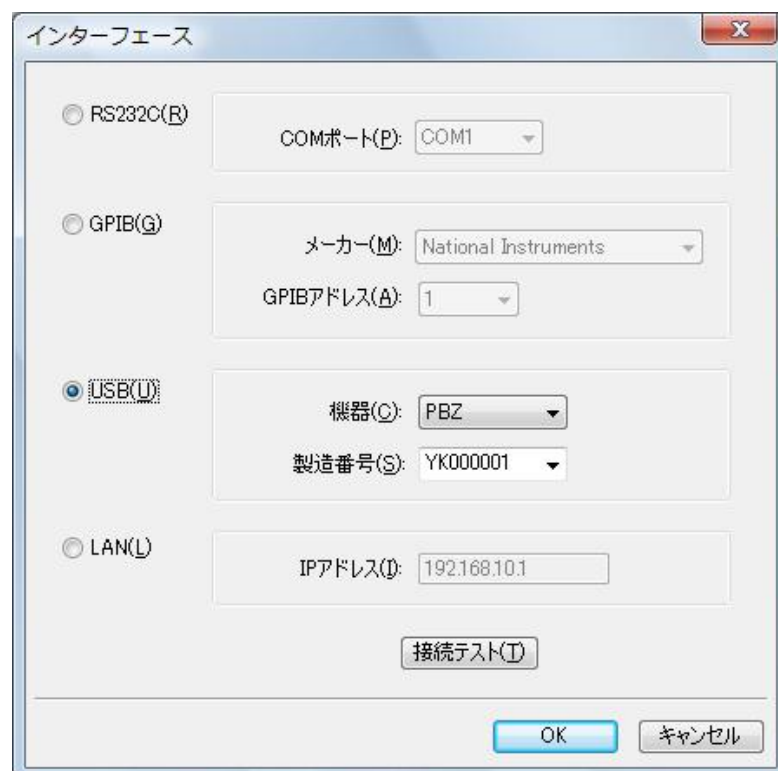 インターフェース
RS232C(R)
COMポート(P): COM1
GPIB(G)
メーカー(M): National Instruments
GPIBアドレス(A): 1
USB(U)
機器(C): PBZ
製造番号(S): YK000001
LAN(L)
IPアドレス(I): 192.168.10.1
接続テスト(T)
OK キャンセル